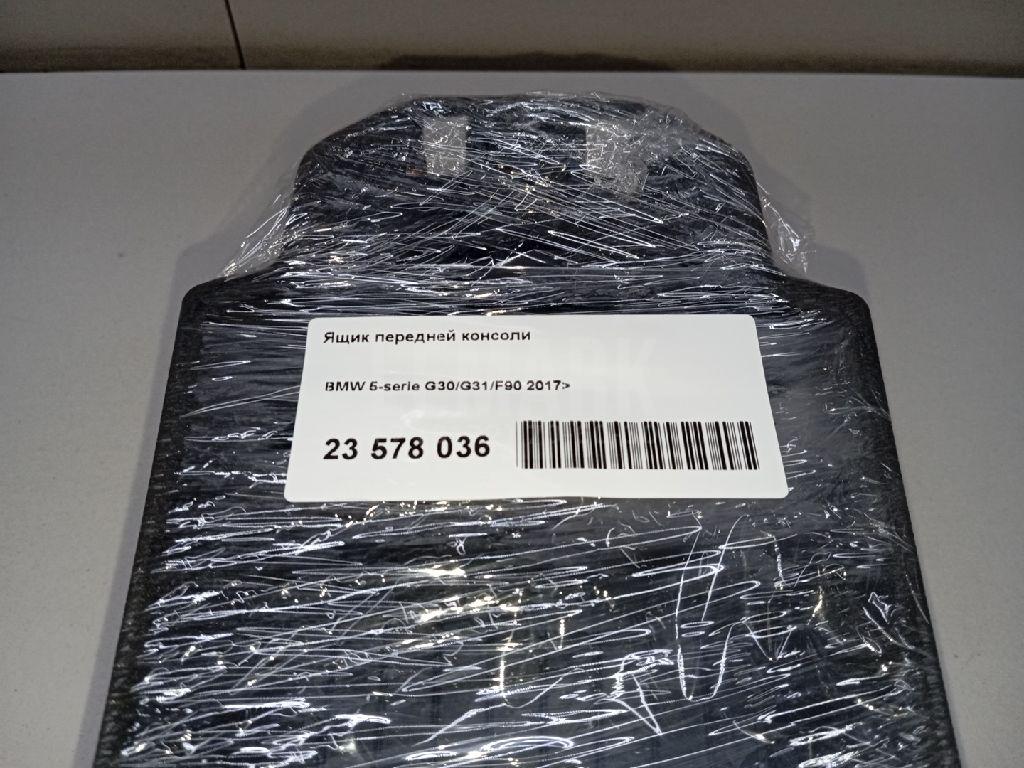 Ящик передней консоли
BMW 5-serie G30/G31/F90 2017>
23 578 036